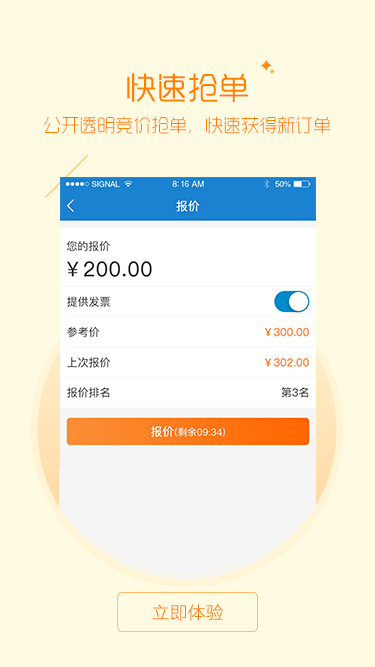 快速抢单
公开透明竞价抢单，快速获得新订单
SIGNAL 8:16 AM 50%
报价
您的报价
¥200.00
提供发票
参考价 ¥300.00
上次报价 ¥302.00
报价排名 第3名
报价(剩余09:34)
立即体验